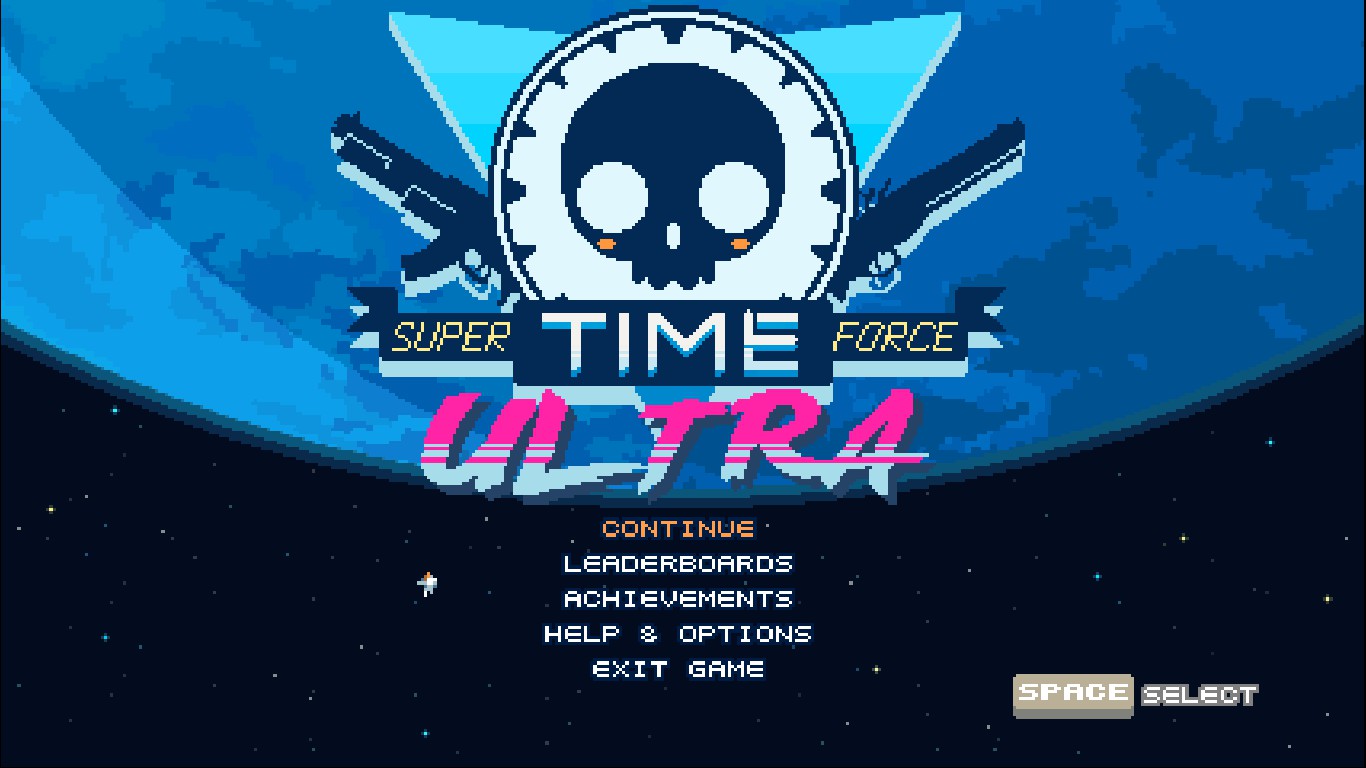 SUPER TIME FORCE
ULTRA
CONTINUE
LEADERBOARDS
ACHIEVEMENTS
HELP & OPTIONS
EXIT GAME
SPACE SELECT